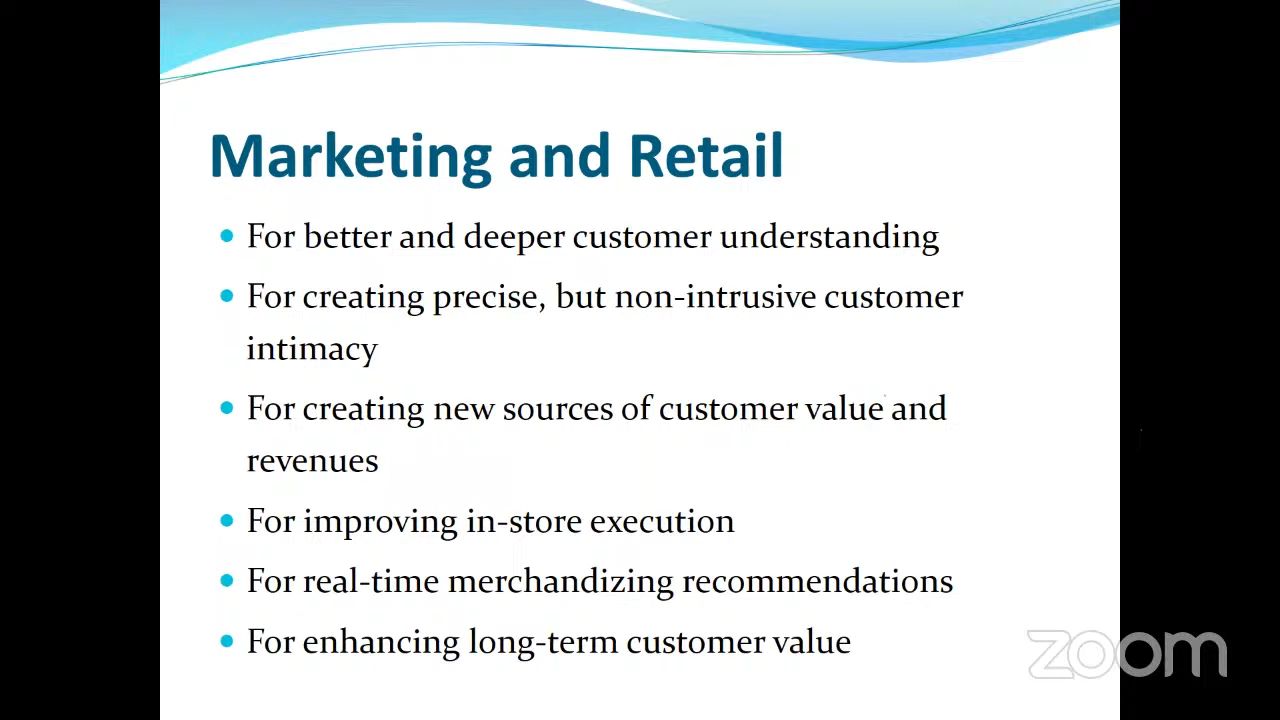 Marketing and Retail
• For better and deeper customer understanding
• For creating precise, but non-intrusive customer
intimacy
• For creating new sources of customer value and
revenues
• For improving in-store execution
• For real-time merchandizing recommendations
• For enhancing long-term customer value
zoom